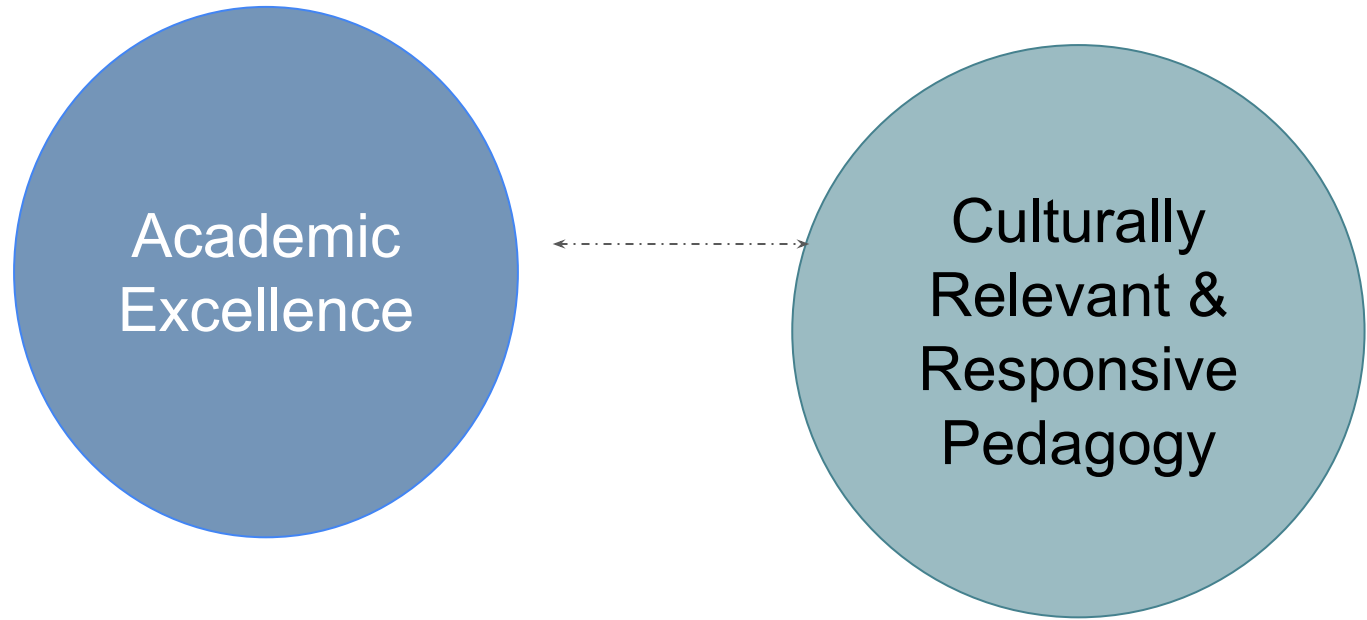 Academic
Excellence
Culturally
Relevant &
Responsive
Pedagogy